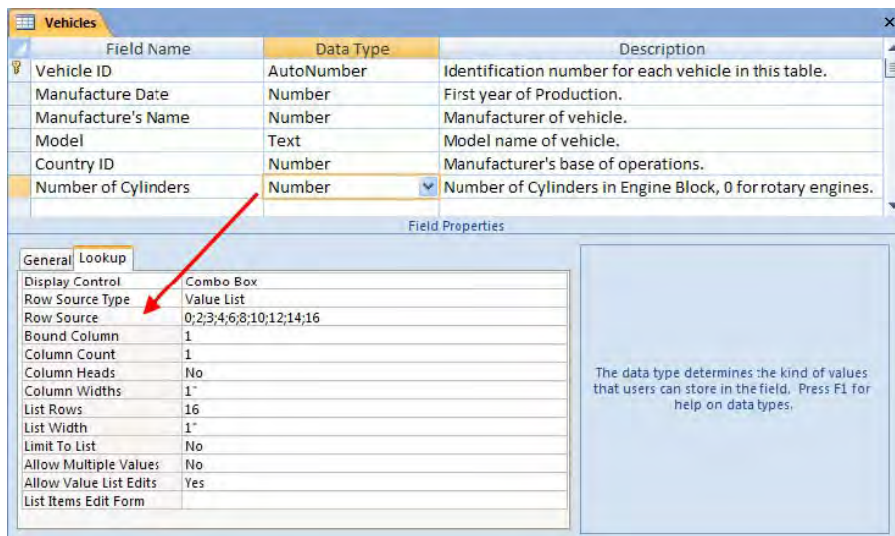 Vehicles
Field Name Data Type Description
Vehicle ID AutoNumber Identification number for each vehicle in this table.
Manufacture Date Number First year of Production.
Manufacture's Name Number Manufacturer of vehicle.
Model Text Model name of vehicle.
Country ID Number Manufacturer's base of operations.
Number of Cylinders Number Number of Cylinders in Engine Block, 0 for rotary engines.
Field Properties
General Lookup
Display Control Combo Box
Row Source Type Value List
Row Source 0;2;3;4;6;8;10;12;14;16
Bound Column 1
Column Count 1
Column Heads No
Column Widths 1"
List Rows 16
List Width 1"
Limit To List No
Allow Multiple Values No
Allow Value List Edits Yes
List Items Edit Form
The data type determines the kind of values
that users can store in the field. Press F1 for
help on data types.